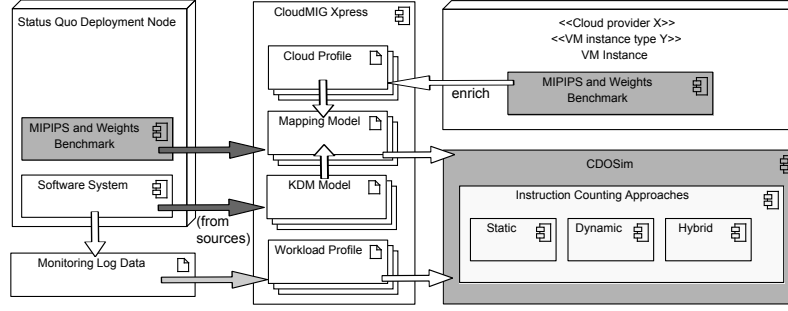 Status Quo Deployment Node
MIPIPS and Weights
Benchmark
Software System
Monitoring Log Data
(from
sources)
CloudMIG Xpress
Cloud Profile
Mapping Model
KDM Model
Workload Profile
<<Cloud provider X>>
<<VM instance type Y>>
VM Instance
MIPIPS and Weights
Benchmark
enrich
CDOSim
Instruction Counting Approaches
Static
Dynamic
Hybrid